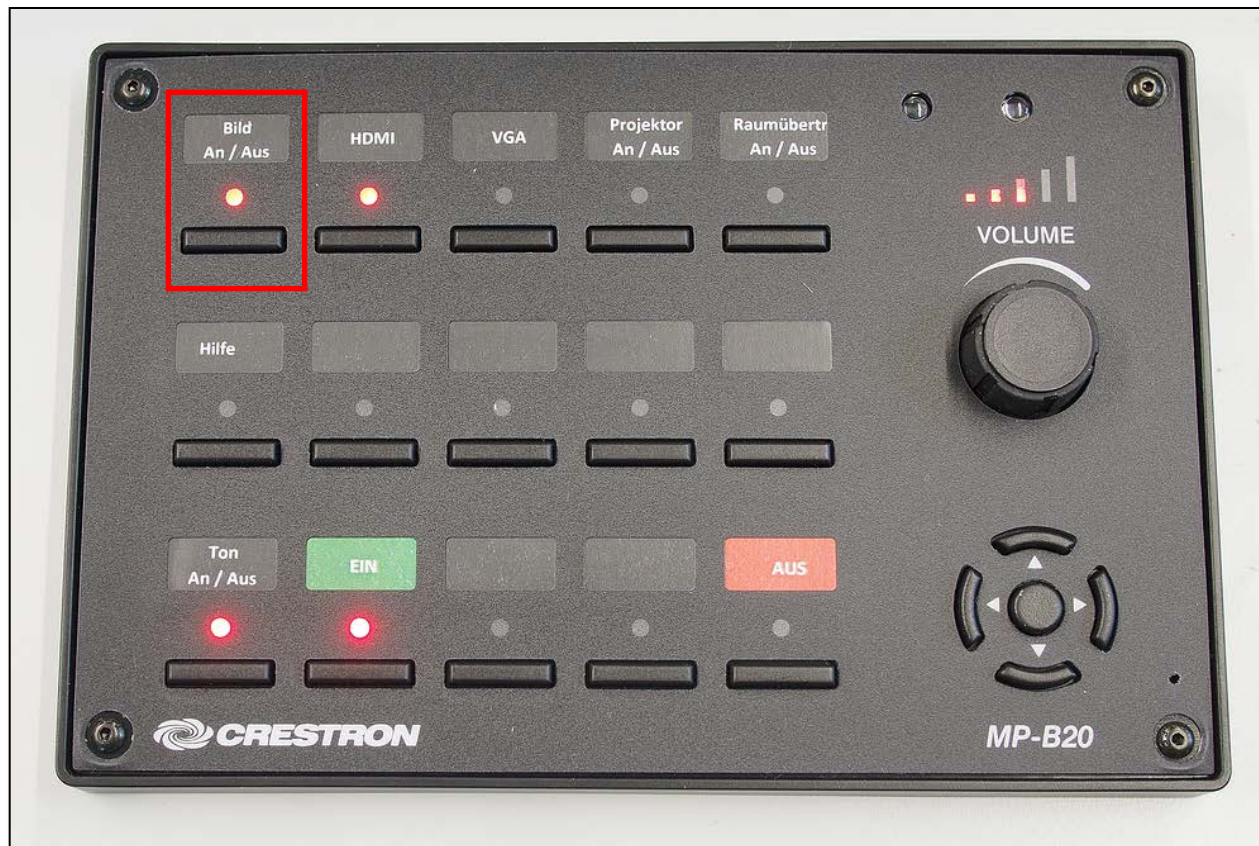 Bild
An / Aus
HDMI
VGA
Projektor
An / Aus
Raumübertr
An / Aus
VOLUME
Hilfe
Ton
An / Aus
EIN
AUS
CRESTRON
MP-B20